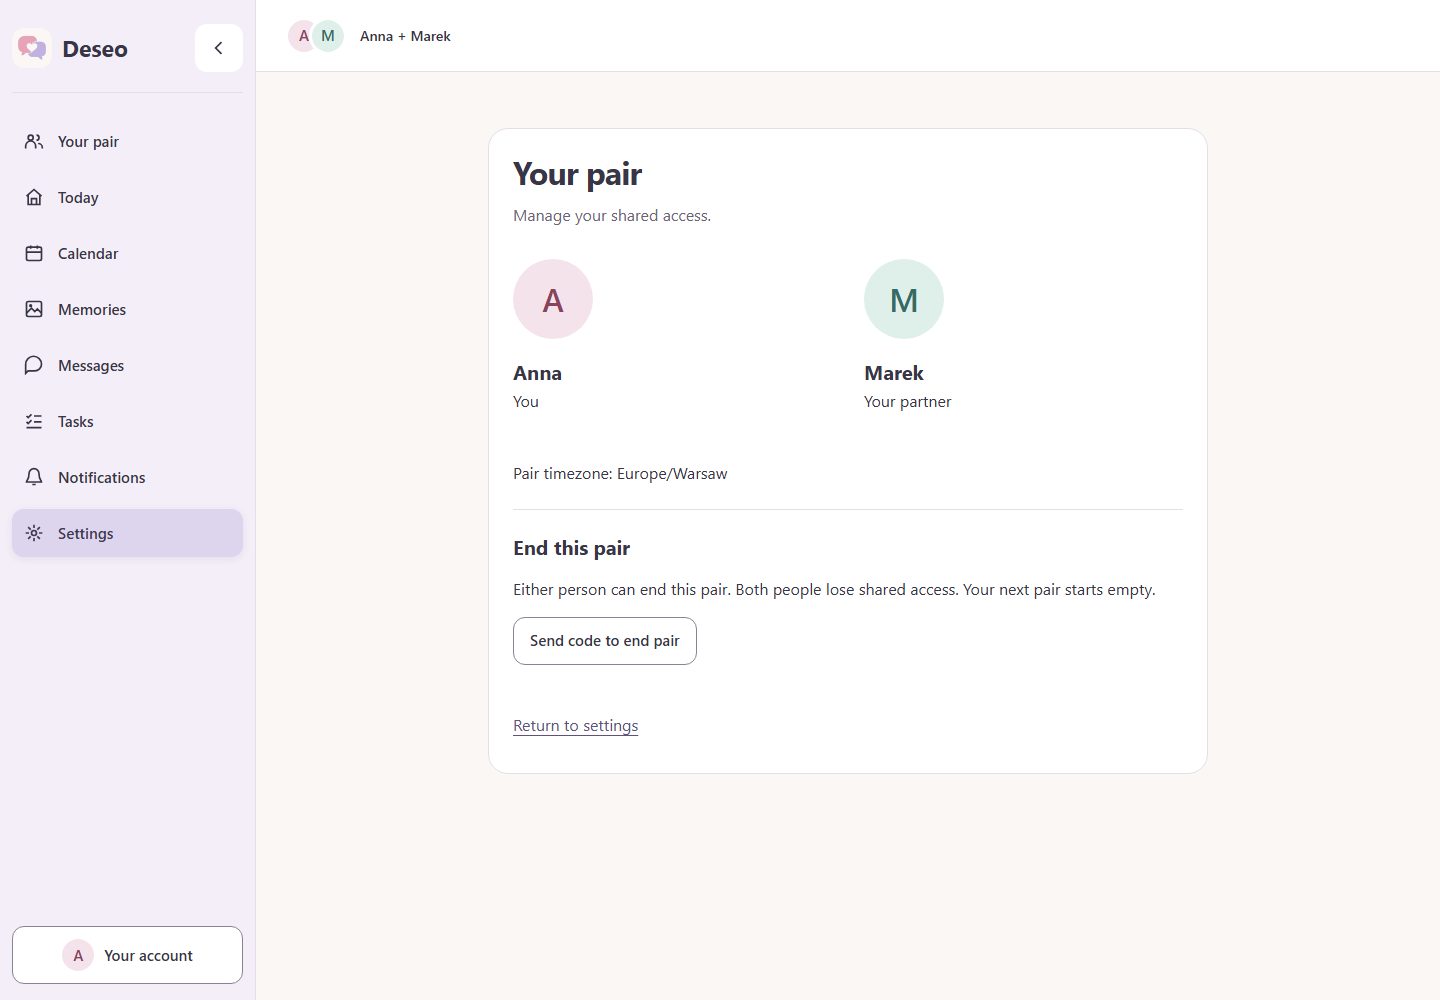 Deseo
Your pair
Today
Calendar
Memories
Messages
Tasks
Notifications
Settings
A Your account
A M Anna + Marek
Your pair
Manage your shared access.
A
M
Anna
You
Marek
Your partner
Pair timezone: Europe/Warsaw
End this pair
Either person can end this pair. Both people lose shared access. Your next pair starts empty.
Send code to end pair
Return to settings